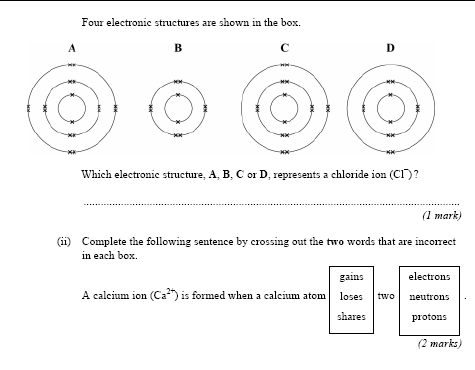 Four electronic structures are shown in the box.
A B C D
Which electronic structure, A, B, C or D, represents a chloride ion (Cl⁻)?
(1 mark)
(ii) Complete the following sentence by crossing out the two words that are incorrect
in each box.
gains electrons
A calcium ion (Ca²⁺) is formed when a calcium atom loses two neutrons .
shares protons
(2 marks)